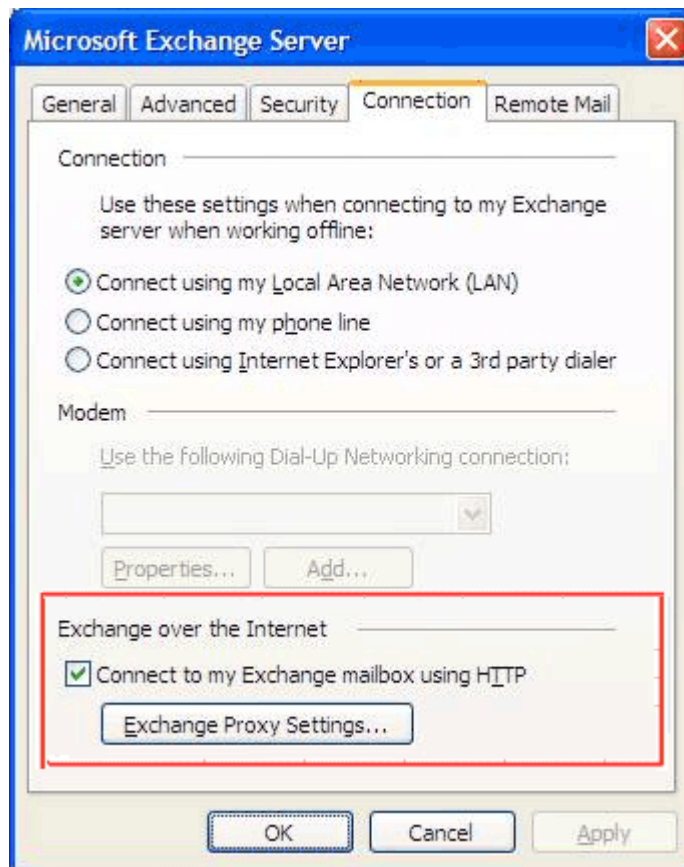 Microsoft Exchange Server
General Advanced Security Connection Remote Mail
Connection
Use these settings when connecting to my Exchange
server when working offline:
Connect using my Local Area Network (LAN)
Connect using my phone line
Connect using Internet Explorer's or a 3rd party dialer
Modem
Use the following Dial-Up Networking connection:
Properties... Add...
Exchange over the Internet
Connect to my Exchange mailbox using HTTP
Exchange Proxy Settings...
OK Cancel Apply